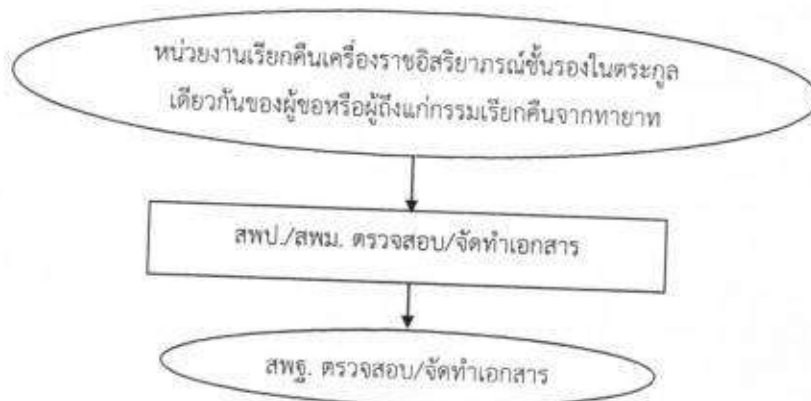 หน่วยงานเรียกคืนเครื่องราชอิสริยาภรณ์ชั้นรองในตระกูล
เดียวกันของผู้ขอหรือผู้ถึงแก่กรรมเรียกคืนจากทายาท
สพป./สพม. ตรวจสอบ/จัดทำเอกสาร
สพฐ. ตรวจสอบ/จัดทำเอกสาร